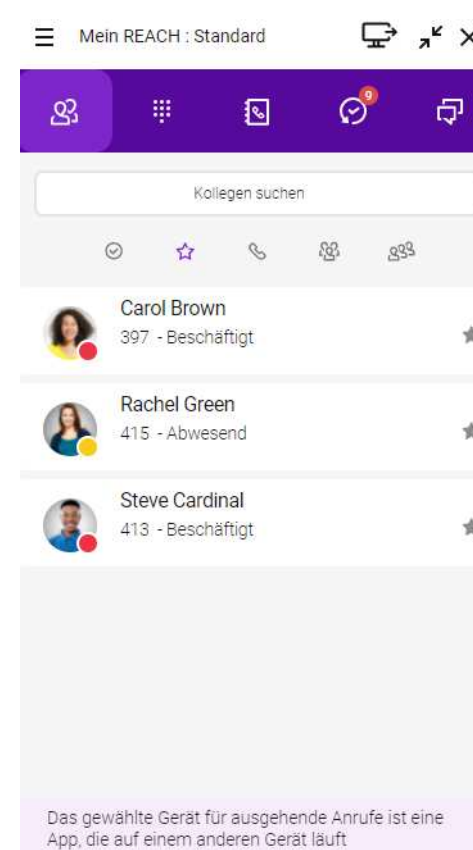 Mein REACH : Standard
9
Kollegen suchen
Carol Brown
397 - Beschäftigt
Rachel Green
415 - Abwesend
Steve Cardinal
413 - Beschäftigt
Das gewählte Gerät für ausgehende Anrufe ist eine
App, die auf einem anderen Gerät läuft